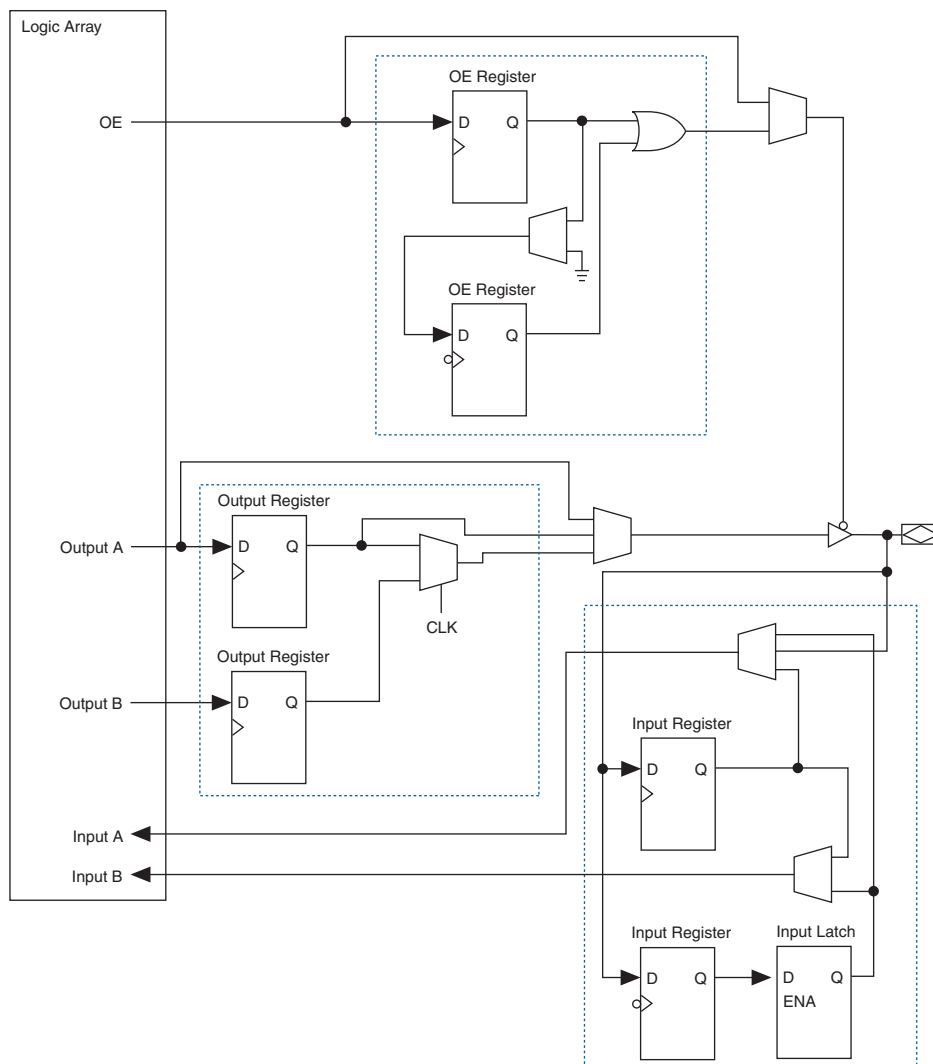 Logic Array
OE Register
OE
D Q
OE Register
D Q
Output Register
Output A
D Q
CLK
Output Register
Output B
D Q
Input Register
D Q
Input A
Input B
Input Register
Input Latch
D Q
D Q
ENA